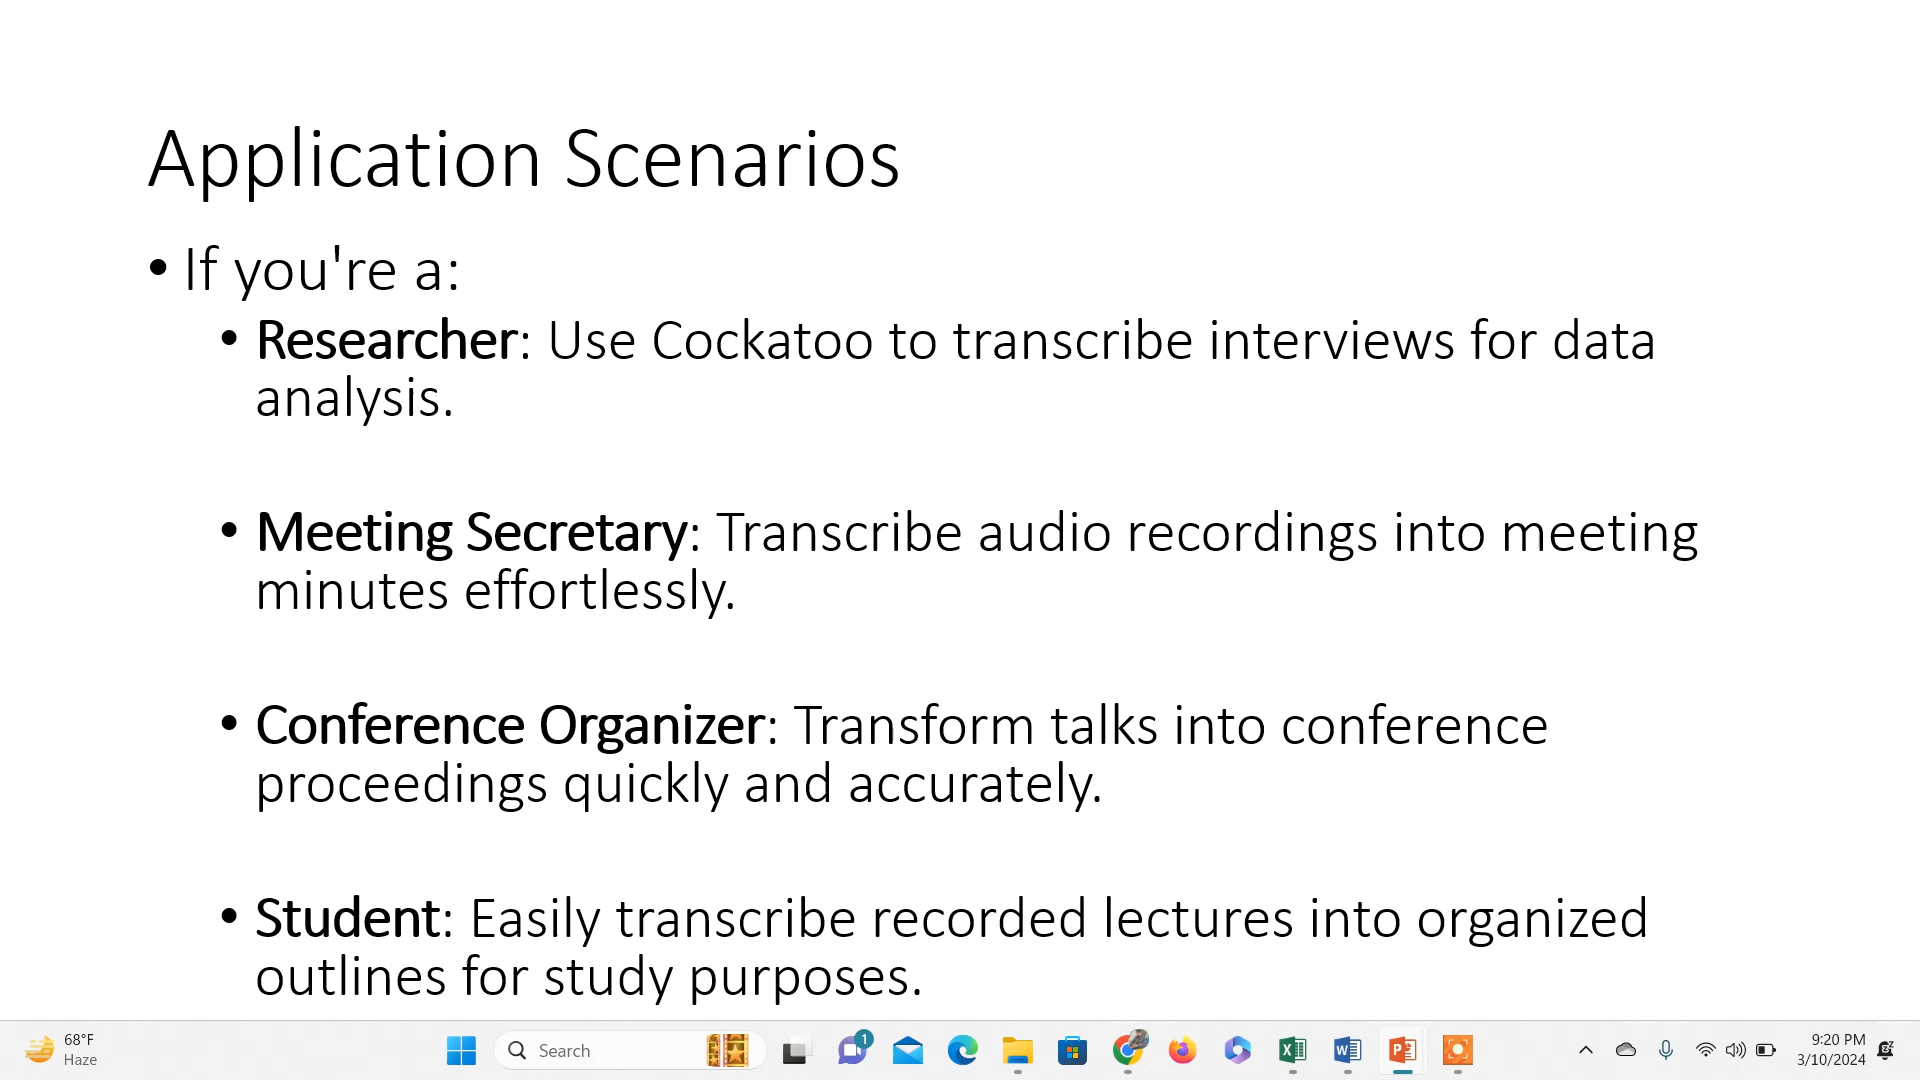 Application Scenarios
• If you're a:
• Researcher: Use Cockatoo to transcribe interviews for data
analysis.
• Meeting Secretary: Transcribe audio recordings into meeting
minutes effortlessly.
• Conference Organizer: Transform talks into conference
proceedings quickly and accurately.
• Student: Easily transcribe recorded lectures into organized
outlines for study purposes.
68°F
Haze
Search
1
9:20 PM
3/10/2024